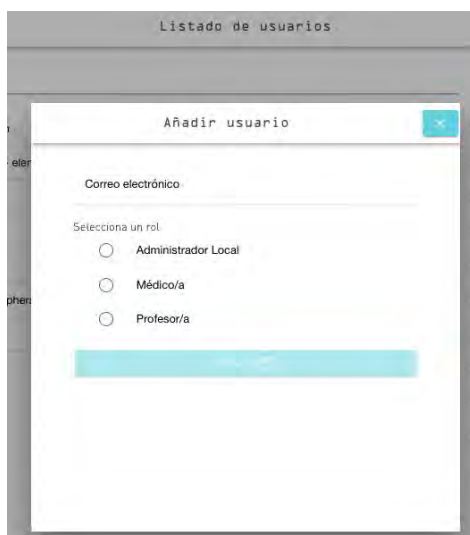 Listado de usuarios
Añadir usuario
Correo electrónico
Selecciona un rol
Administrador Local
Médico/a
Profesor/a